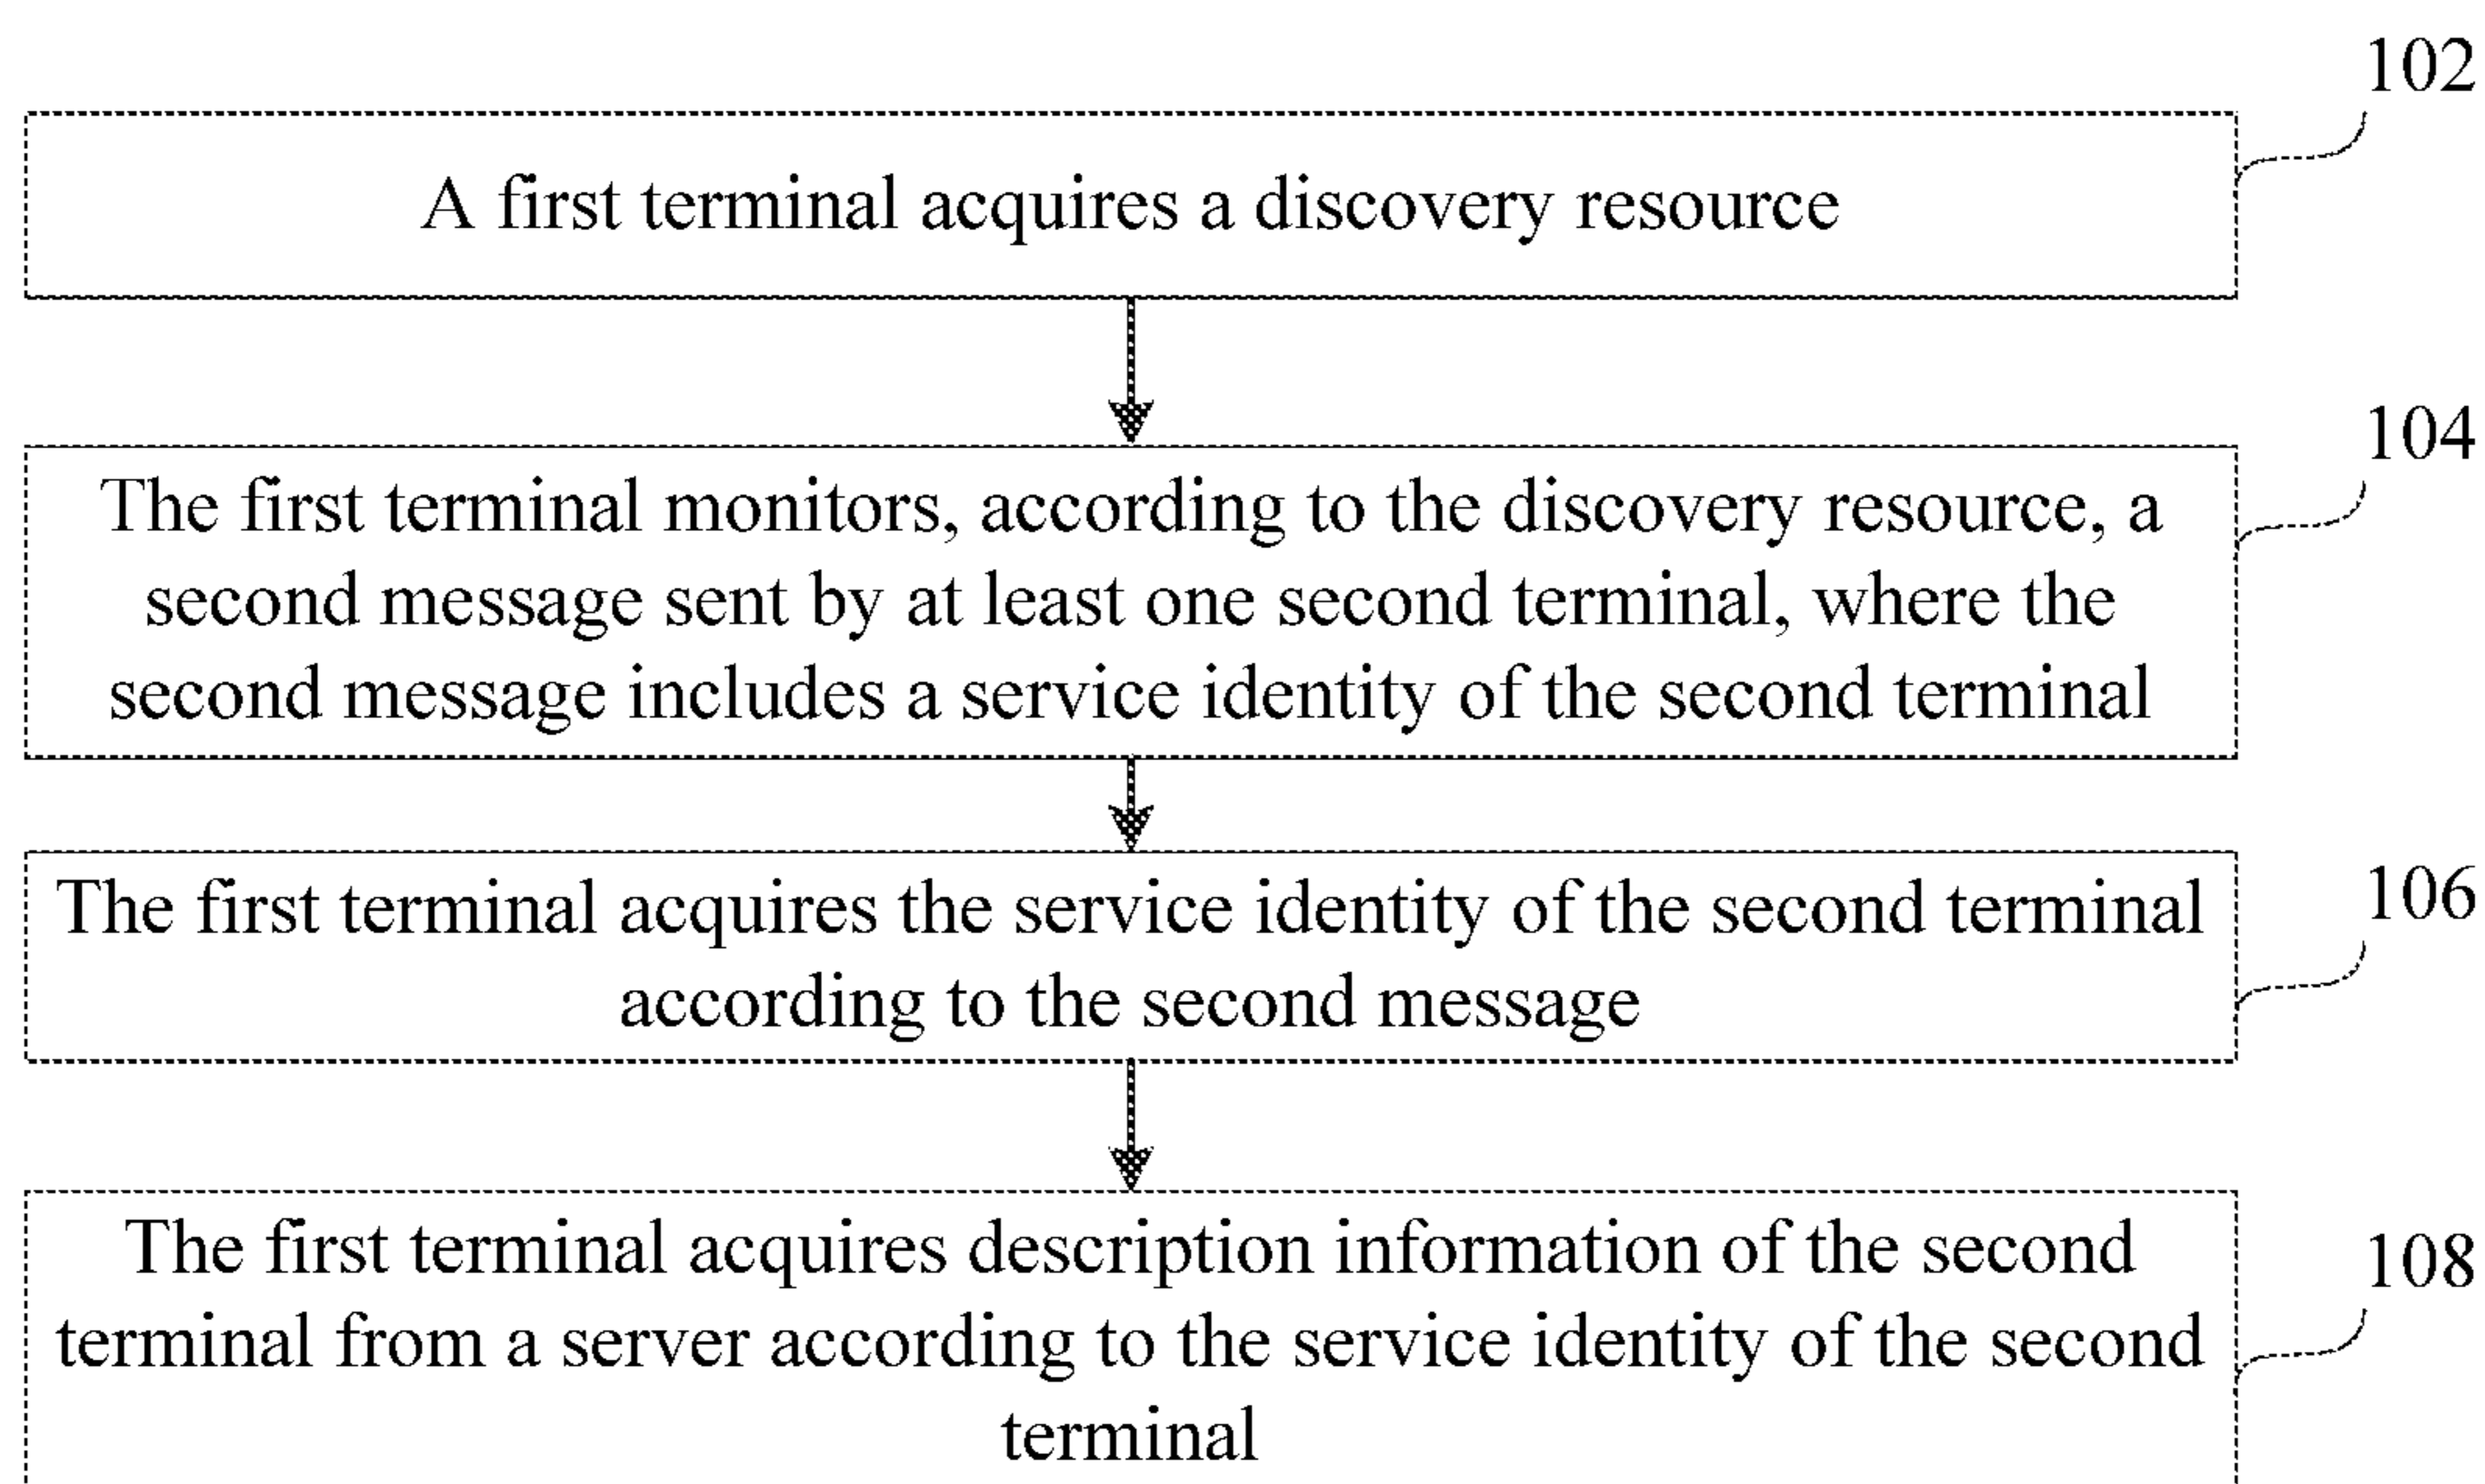 102
A first terminal acquires a discovery resource
104
The first terminal monitors, according to the discovery resource, a
second message sent by at least one second terminal, where the
second message includes a service identity of the second terminal
106
The first terminal acquires the service identity of the second terminal
according to the second message
108
The first terminal acquires description information of the second
terminal from a server according to the service identity of the second
terminal